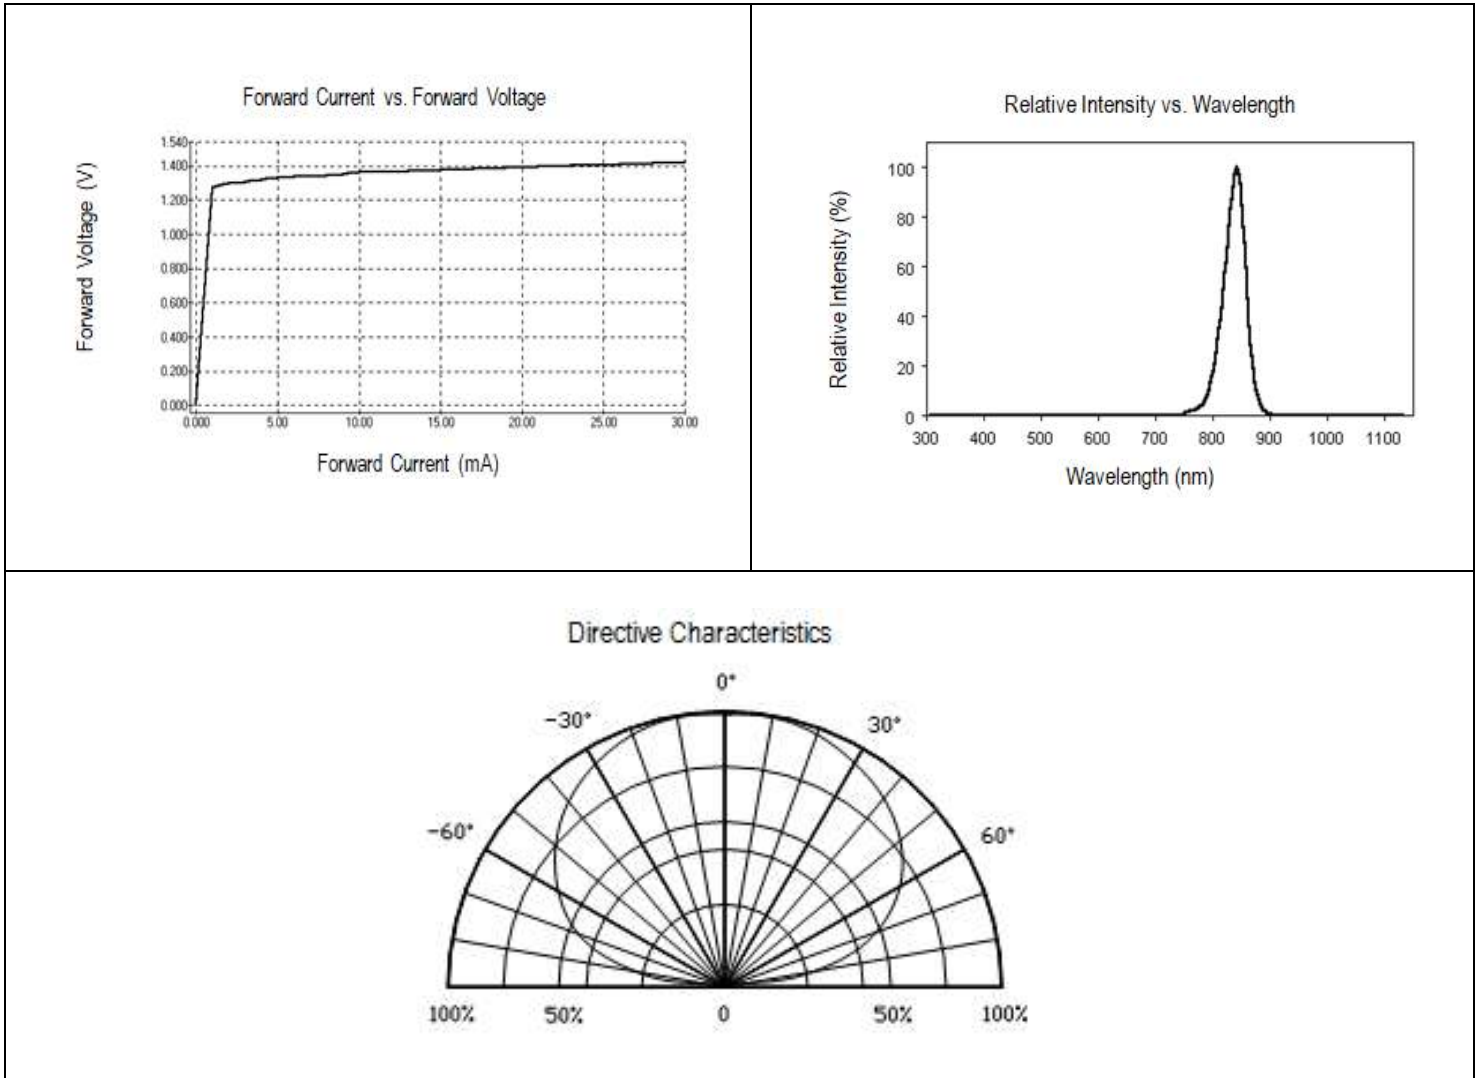 Forward Current vs. Forward Voltage
Forward Voltage (V)
1.540
1.400
1.200
1.000
0.800
0.600
0.400
0.200
0.000
0.000 5.00 10.00 15.00 20.00 25.00 30.00
Forward Current (mA)
Relative Intensity vs. Wavelength
Relative Intensity (%)
100
80
60
40
20
0
300 400 500 600 700 800 900 1000 1100
Wavelength (nm)
Directive Characteristics
0°
-30° 30°
-60° 60°
100% 50% 0 50% 100%